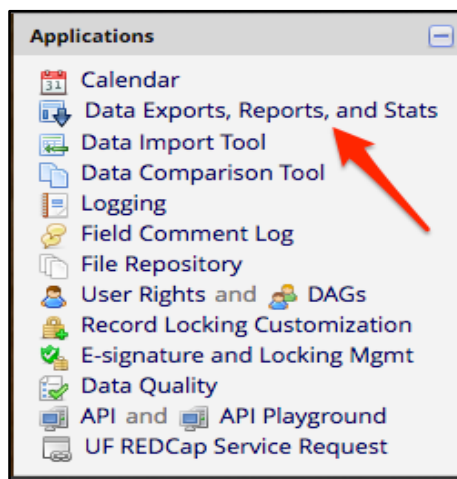 Applications
31 Calendar
Data Exports, Reports, and Stats
Data Import Tool
Data Comparison Tool
Logging
Field Comment Log
File Repository
User Rights and DAGs
Record Locking Customization
E-signature and Locking Mgmt
Data Quality
API and API Playground
UF REDCap Service Request